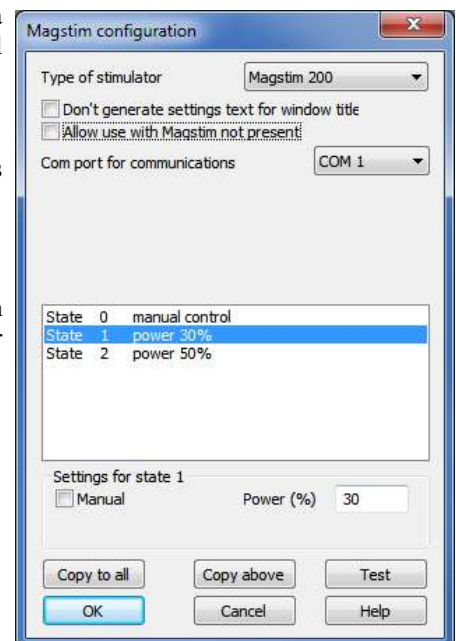 Magstim configuration
Type of stimulator Magstim 200
Don't generate settings text for window title
Allow use with Magstim not present
Com port for communications COM 1
State 0 manual control
State 1 power 30%
State 2 power 50%
Settings for state 1
Manual Power (%) 30
Copy to all Copy above Test
OK Cancel Help